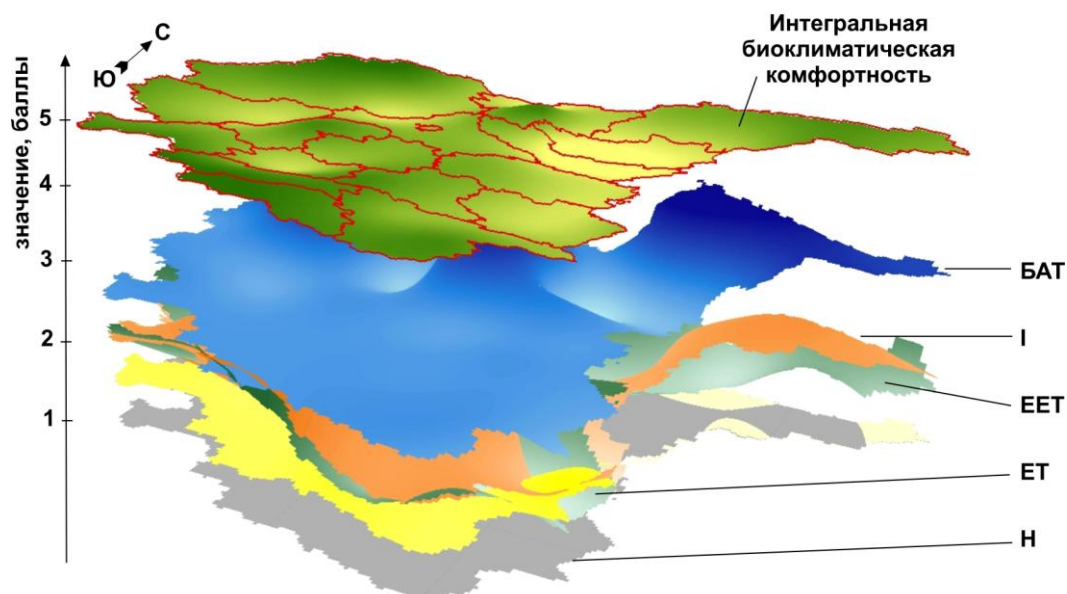 С
Ю
значение, баллы
5
4
3
2
1
Интегральная
биоклиматическая
комфортность
БАТ
I
ЕЕТ
ЕТ
Н